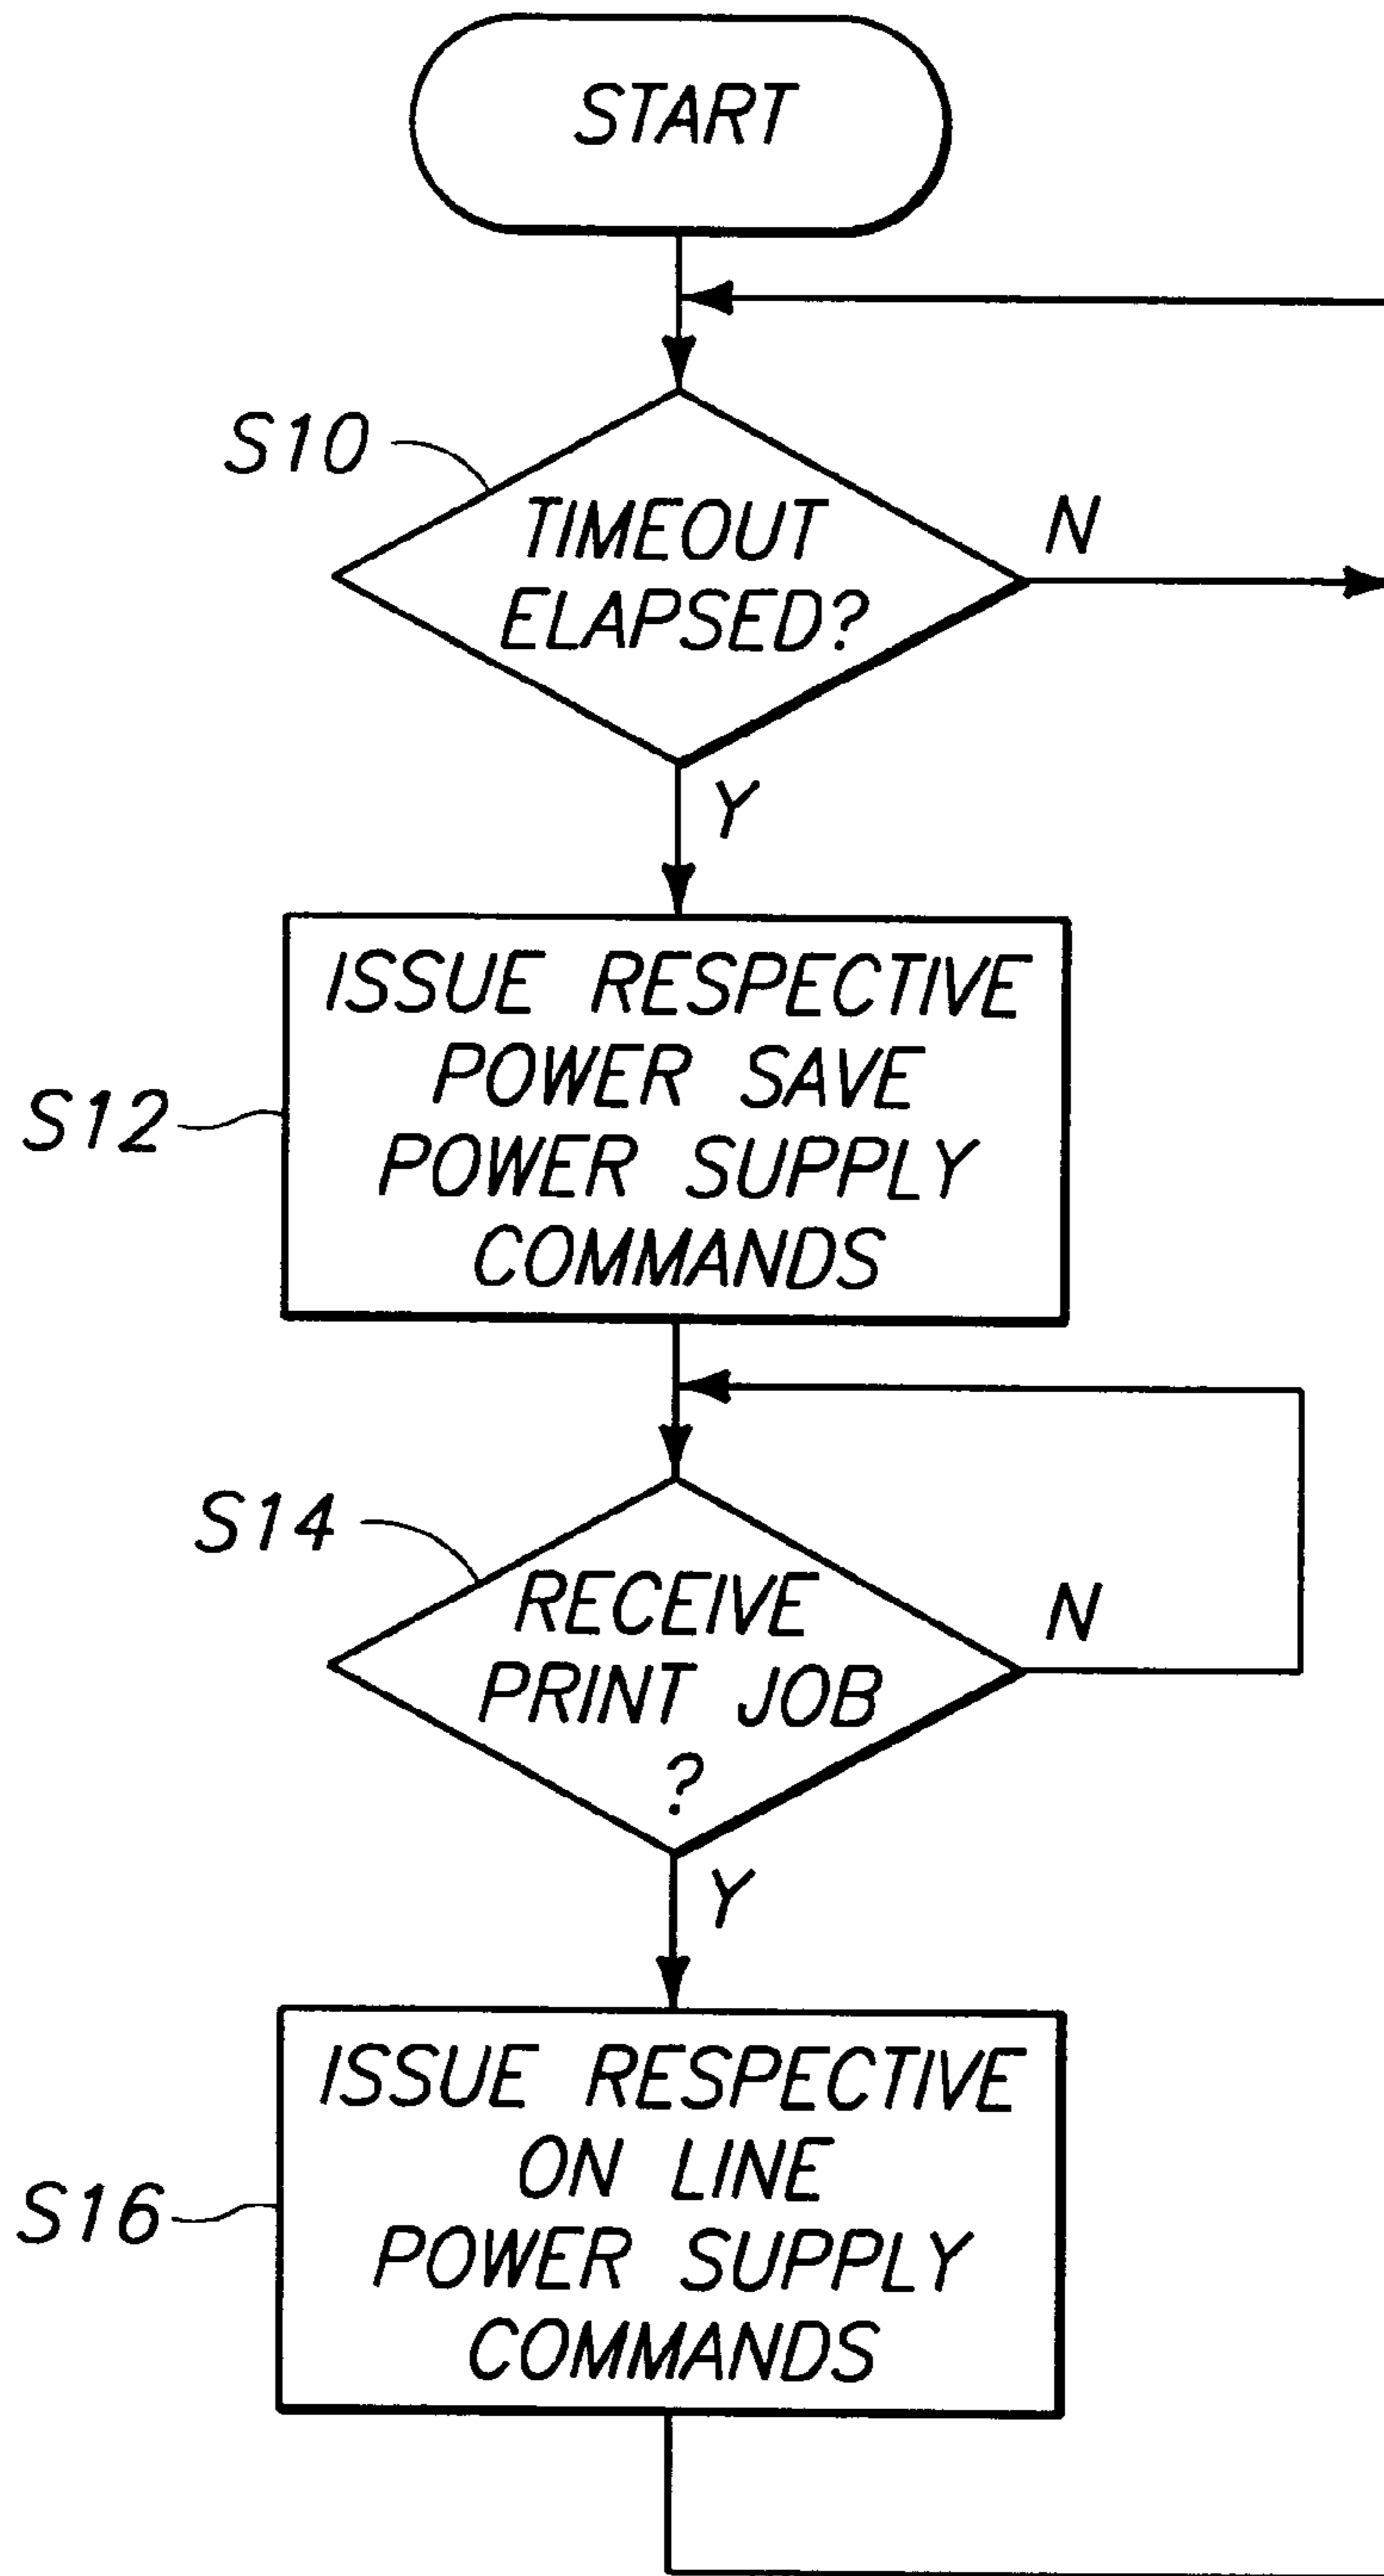 START
S10
TIMEOUT
ELAPSED?
N
Y
ISSUE RESPECTIVE
POWER SAVE
POWER SUPPLY
COMMANDS
S12
S14
RECEIVE
PRINT JOB
?
N
Y
ISSUE RESPECTIVE
ON LINE
POWER SUPPLY
COMMANDS
S16